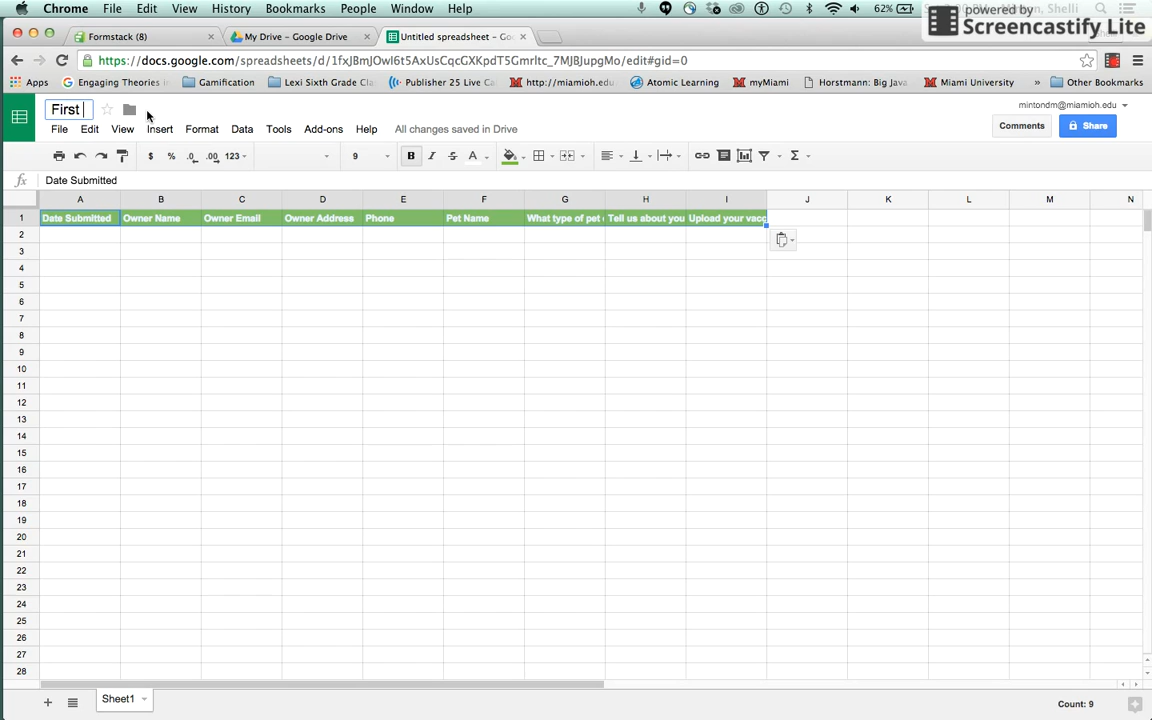 Chrome File Edit View History Bookmarks People Window Help 62%
powered by
Screencastify Lite
Formstack (8) My Drive – Google Drive Untitled spreadsheet – Go
https://docs.google.com/spreadsheets/d/
Apps Engaging Theories i Gamification Lexi Sixth Grade Cla Publisher 25 Live Ca http://miamioh.edu Atomic Learning myMiami Horstmann: Big Java Miami University » Other Bookmarks
First
mintondm@miamioh.edu
File Edit View Insert Format Data Tools Add-ons Help All changes saved in Drive
Comments Share
$ % .0 .00 123 9 B I S A Σ
fx Date Submitted
A B C D E F G H I J K L M N
1 Date Submitted Owner Name Owner Email Owner Address Phone Pet Name What type of pet Tell us about you Upload your vacc
2
3
4
5
6
7
8
9
10
11
12
13
14
15
16
17
18
19
20
21
22
23
24
25
26
27
28
+ Sheet1 Count: 9